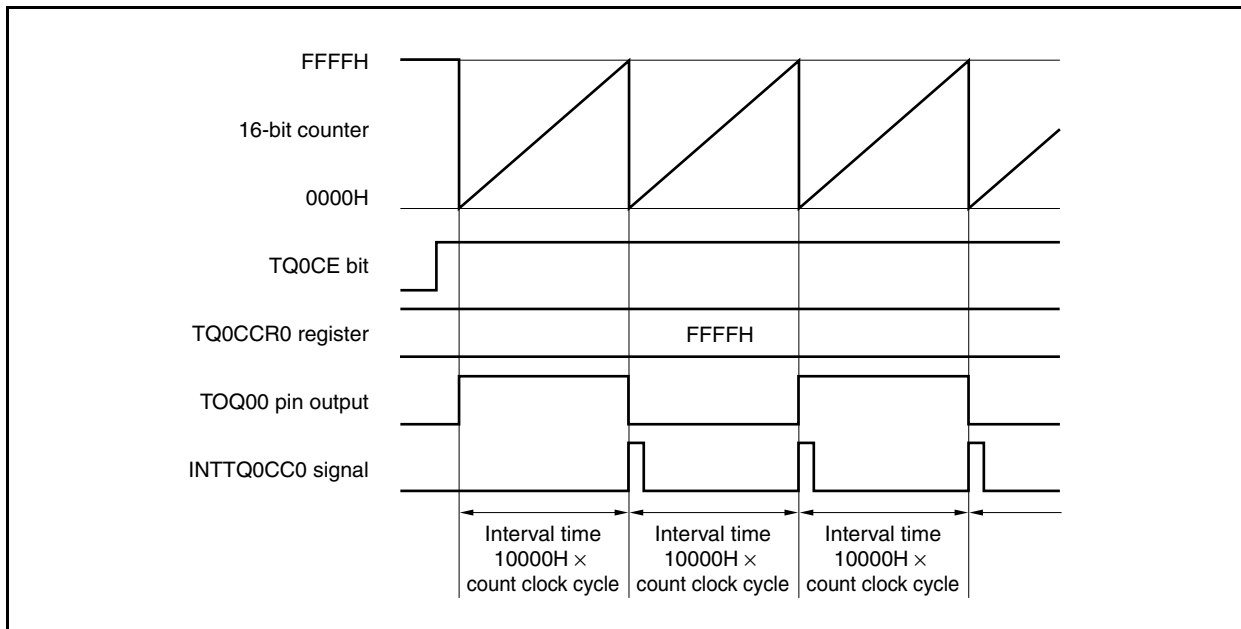 FFFFH
16-bit counter
0000H
TQ0CE bit
TQ0CCR0 register
FFFFH
TOQ00 pin output
INTTQ0CC0 signal
Interval time
10000H ×
count clock cycle
Interval time
10000H ×
count clock cycle
Interval time
10000H ×
count clock cycle